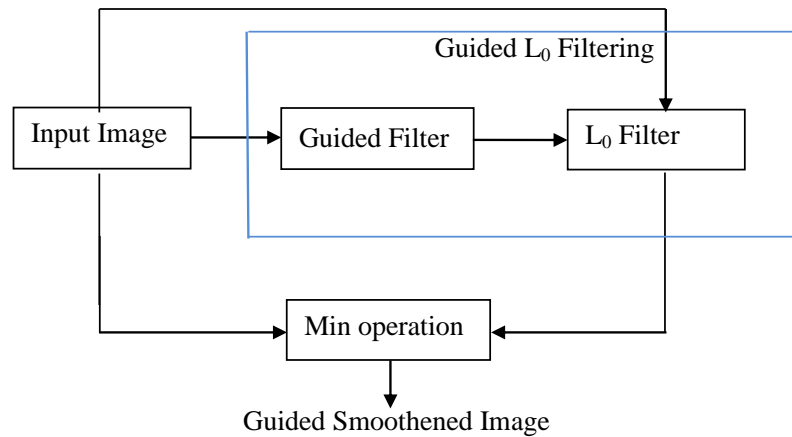 Guided L₀ Filtering
Input Image
Guided Filter
L₀ Filter
Min operation
Guided Smoothened Image